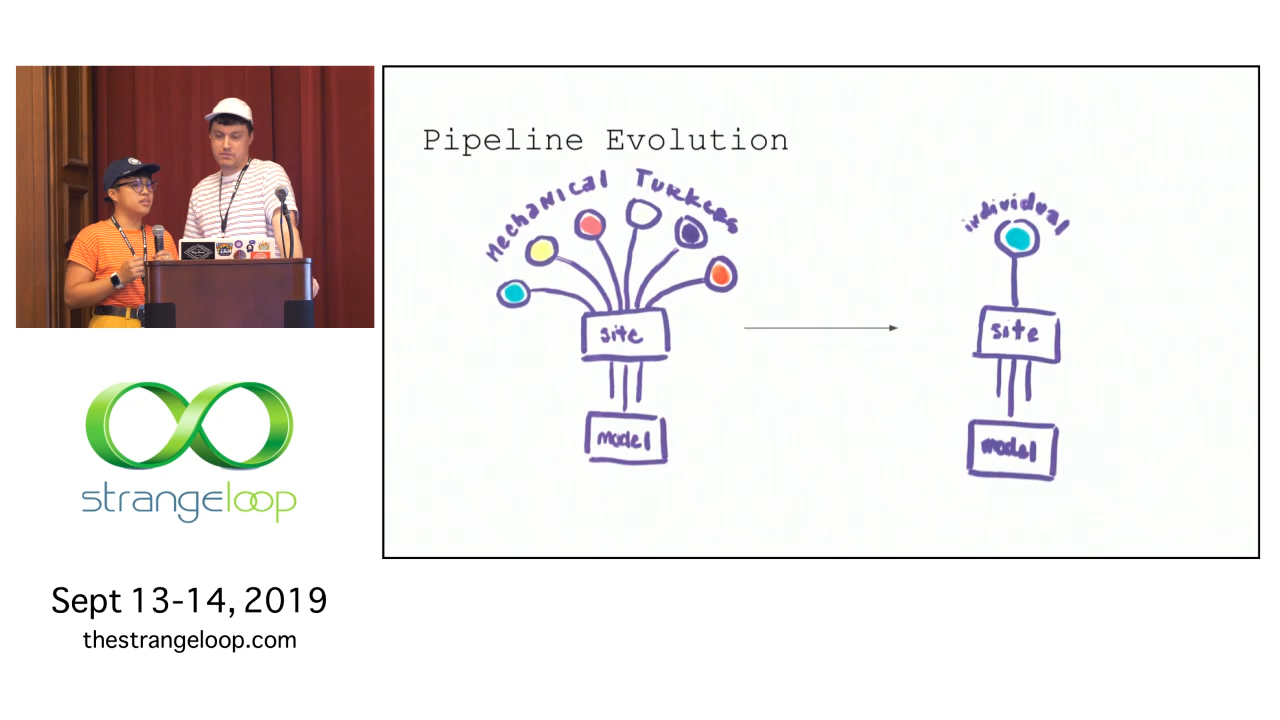 Pipeline Evolution
Mechanical Turkers
individual
site
site
model
model
strangeloop
Sept 13-14, 2019
thestrangeloop.com